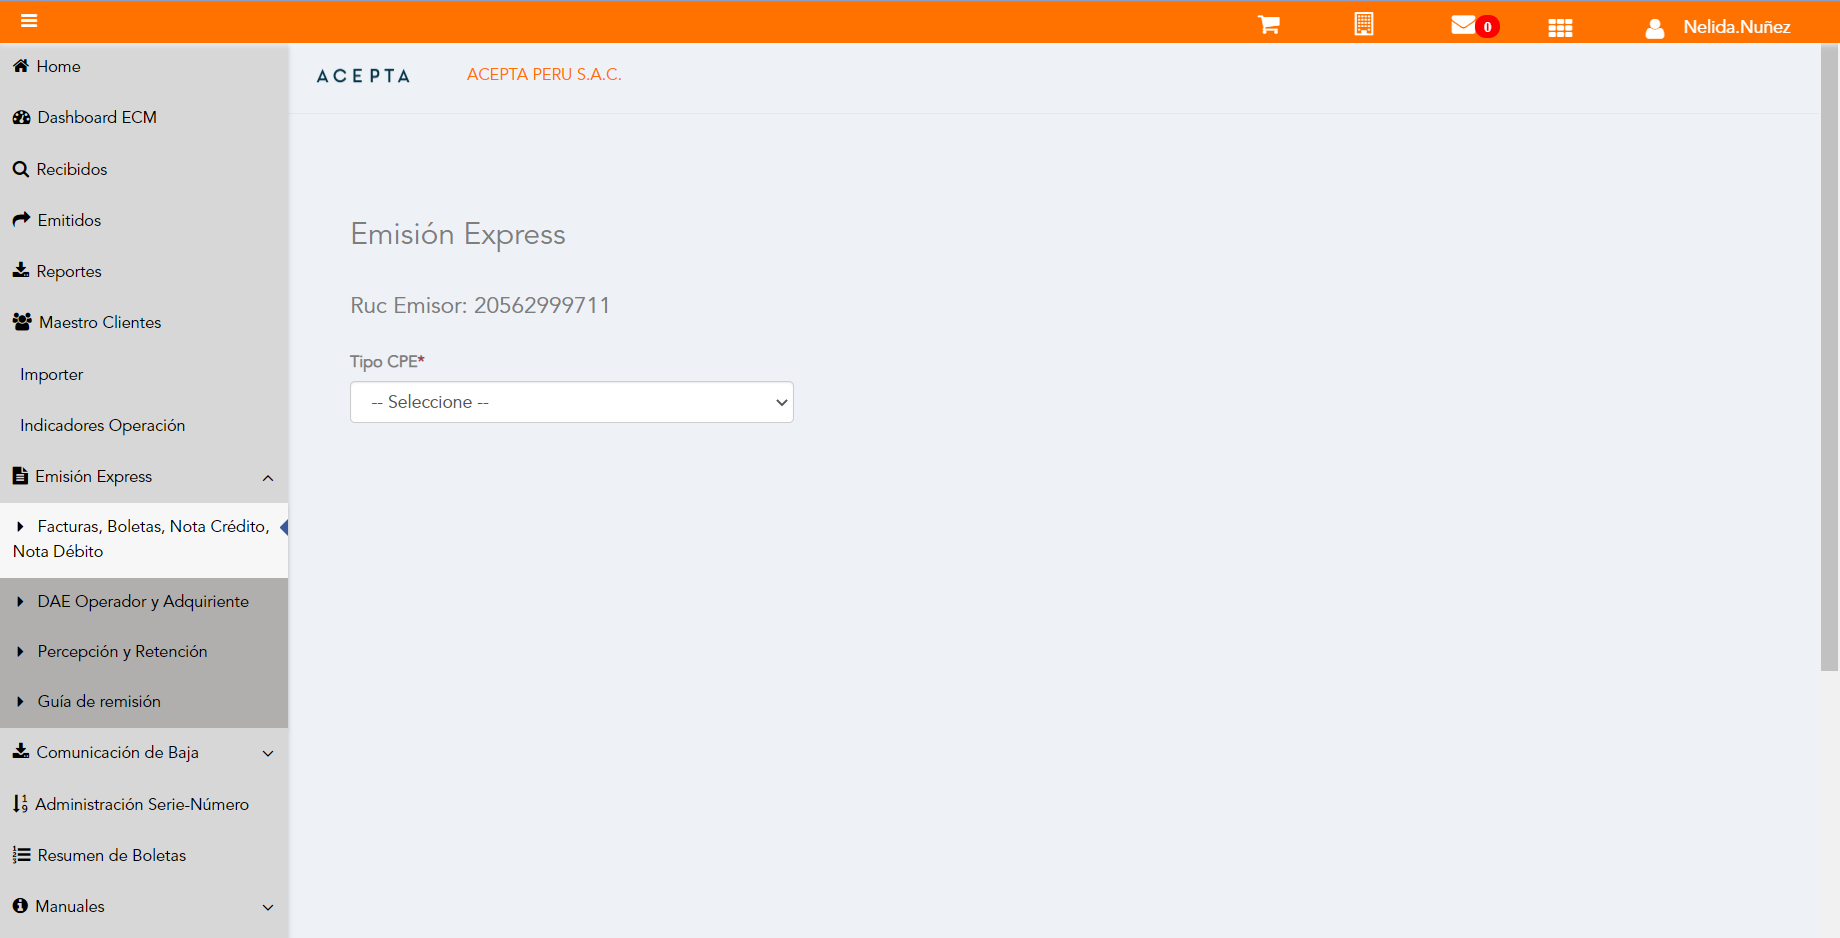 0
Nelida.Nuñez
Home
Dashboard ECM
Recibidos
Emitidos
Reportes
Maestro Clientes
Importer
Indicadores Operación
Emisión Express
Facturas, Boletas, Nota Crédito,
Nota Débito
DAE Operador y Adquiriente
Percepción y Retención
Guía de remisión
Comunicación de Baja
Administración Serie-Número
Resumen de Boletas
Manuales
ACEPTA
ACEPTA PERU S.A.C.
Emisión Express
Ruc Emisor: 20562999711
Tipo CPE*
-- Seleccione --